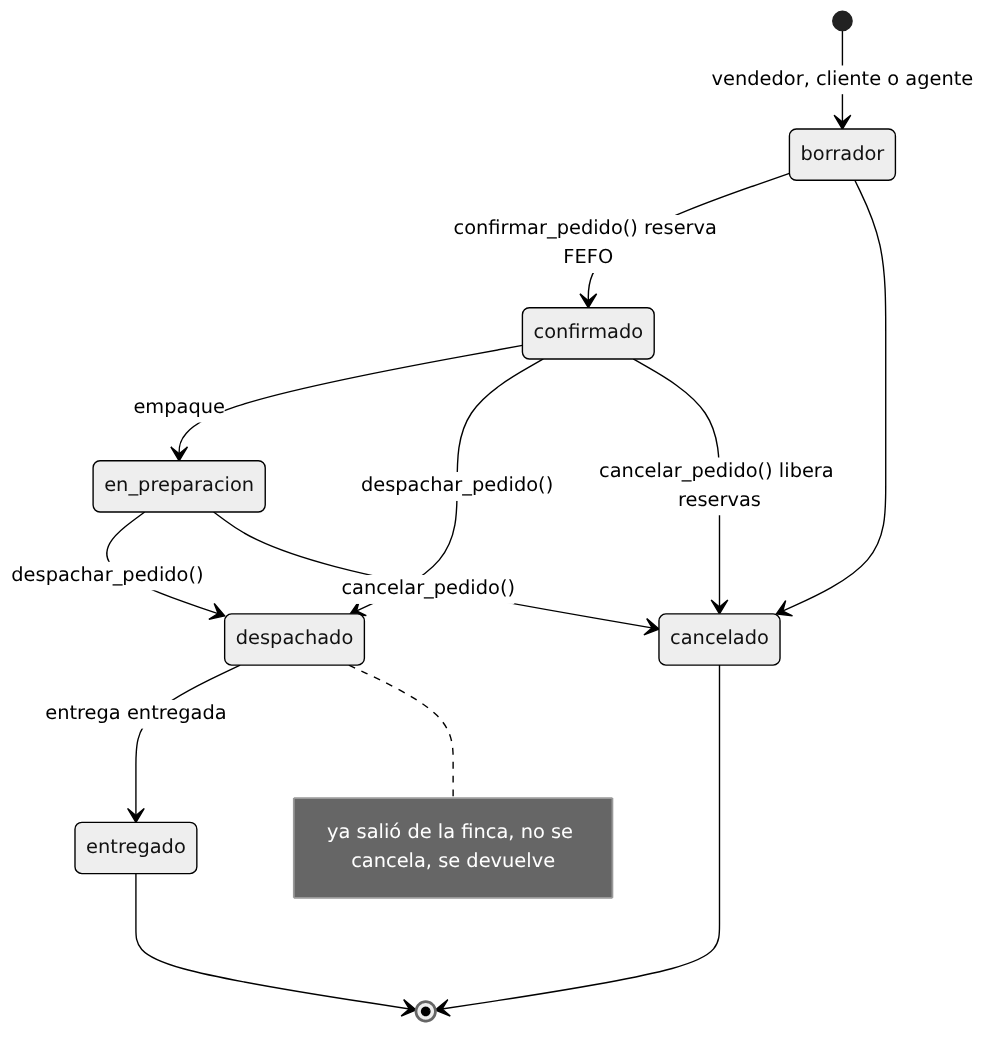 vendedor, cliente o agente
borrador
confirmar_pedido() reserva
FEFO
confirmado
empaque
cancelar_pedido() libera
reservas
en_preparacion
despachar_pedido()
despachar_pedido()
cancelar_pedido()
despachado
cancelado
entrega entregada
ya salió de la finca, no se
cancela, se devuelve
entregado